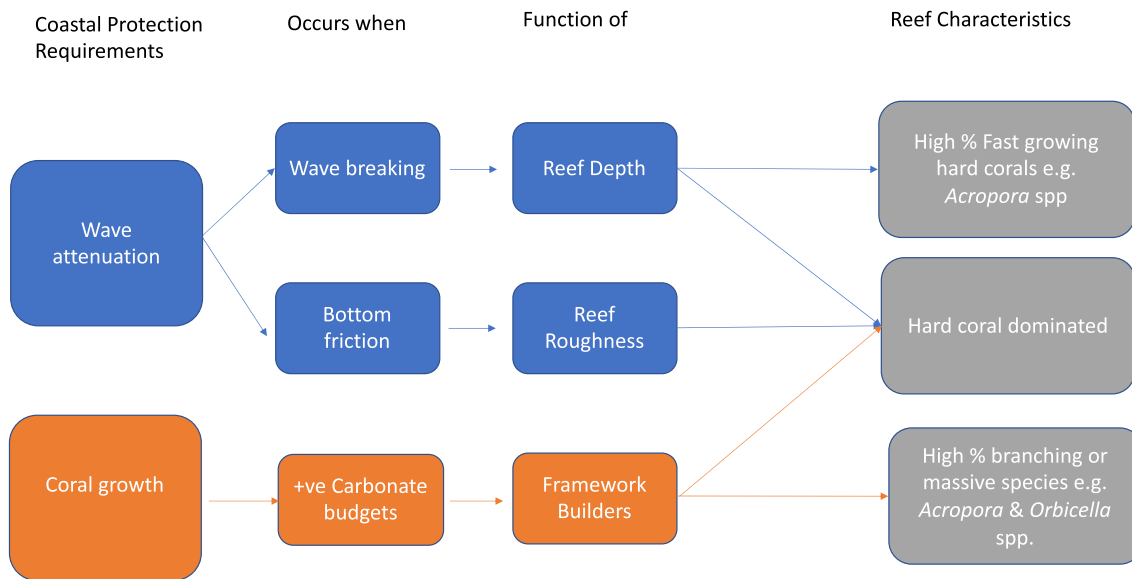 Coastal Protection
Requirements
Occurs when
Function of
Reef Characteristics
Wave
attenuation
Wave breaking
Reef Depth
High % Fast growing
hard corals e.g.
Acropora spp
Bottom
friction
Reef
Roughness
Hard coral dominated
Coral growth
+ve Carbonate
budgets
Framework
Builders
High % branching or
massive species e.g.
Acropora & Orbicella
spp.